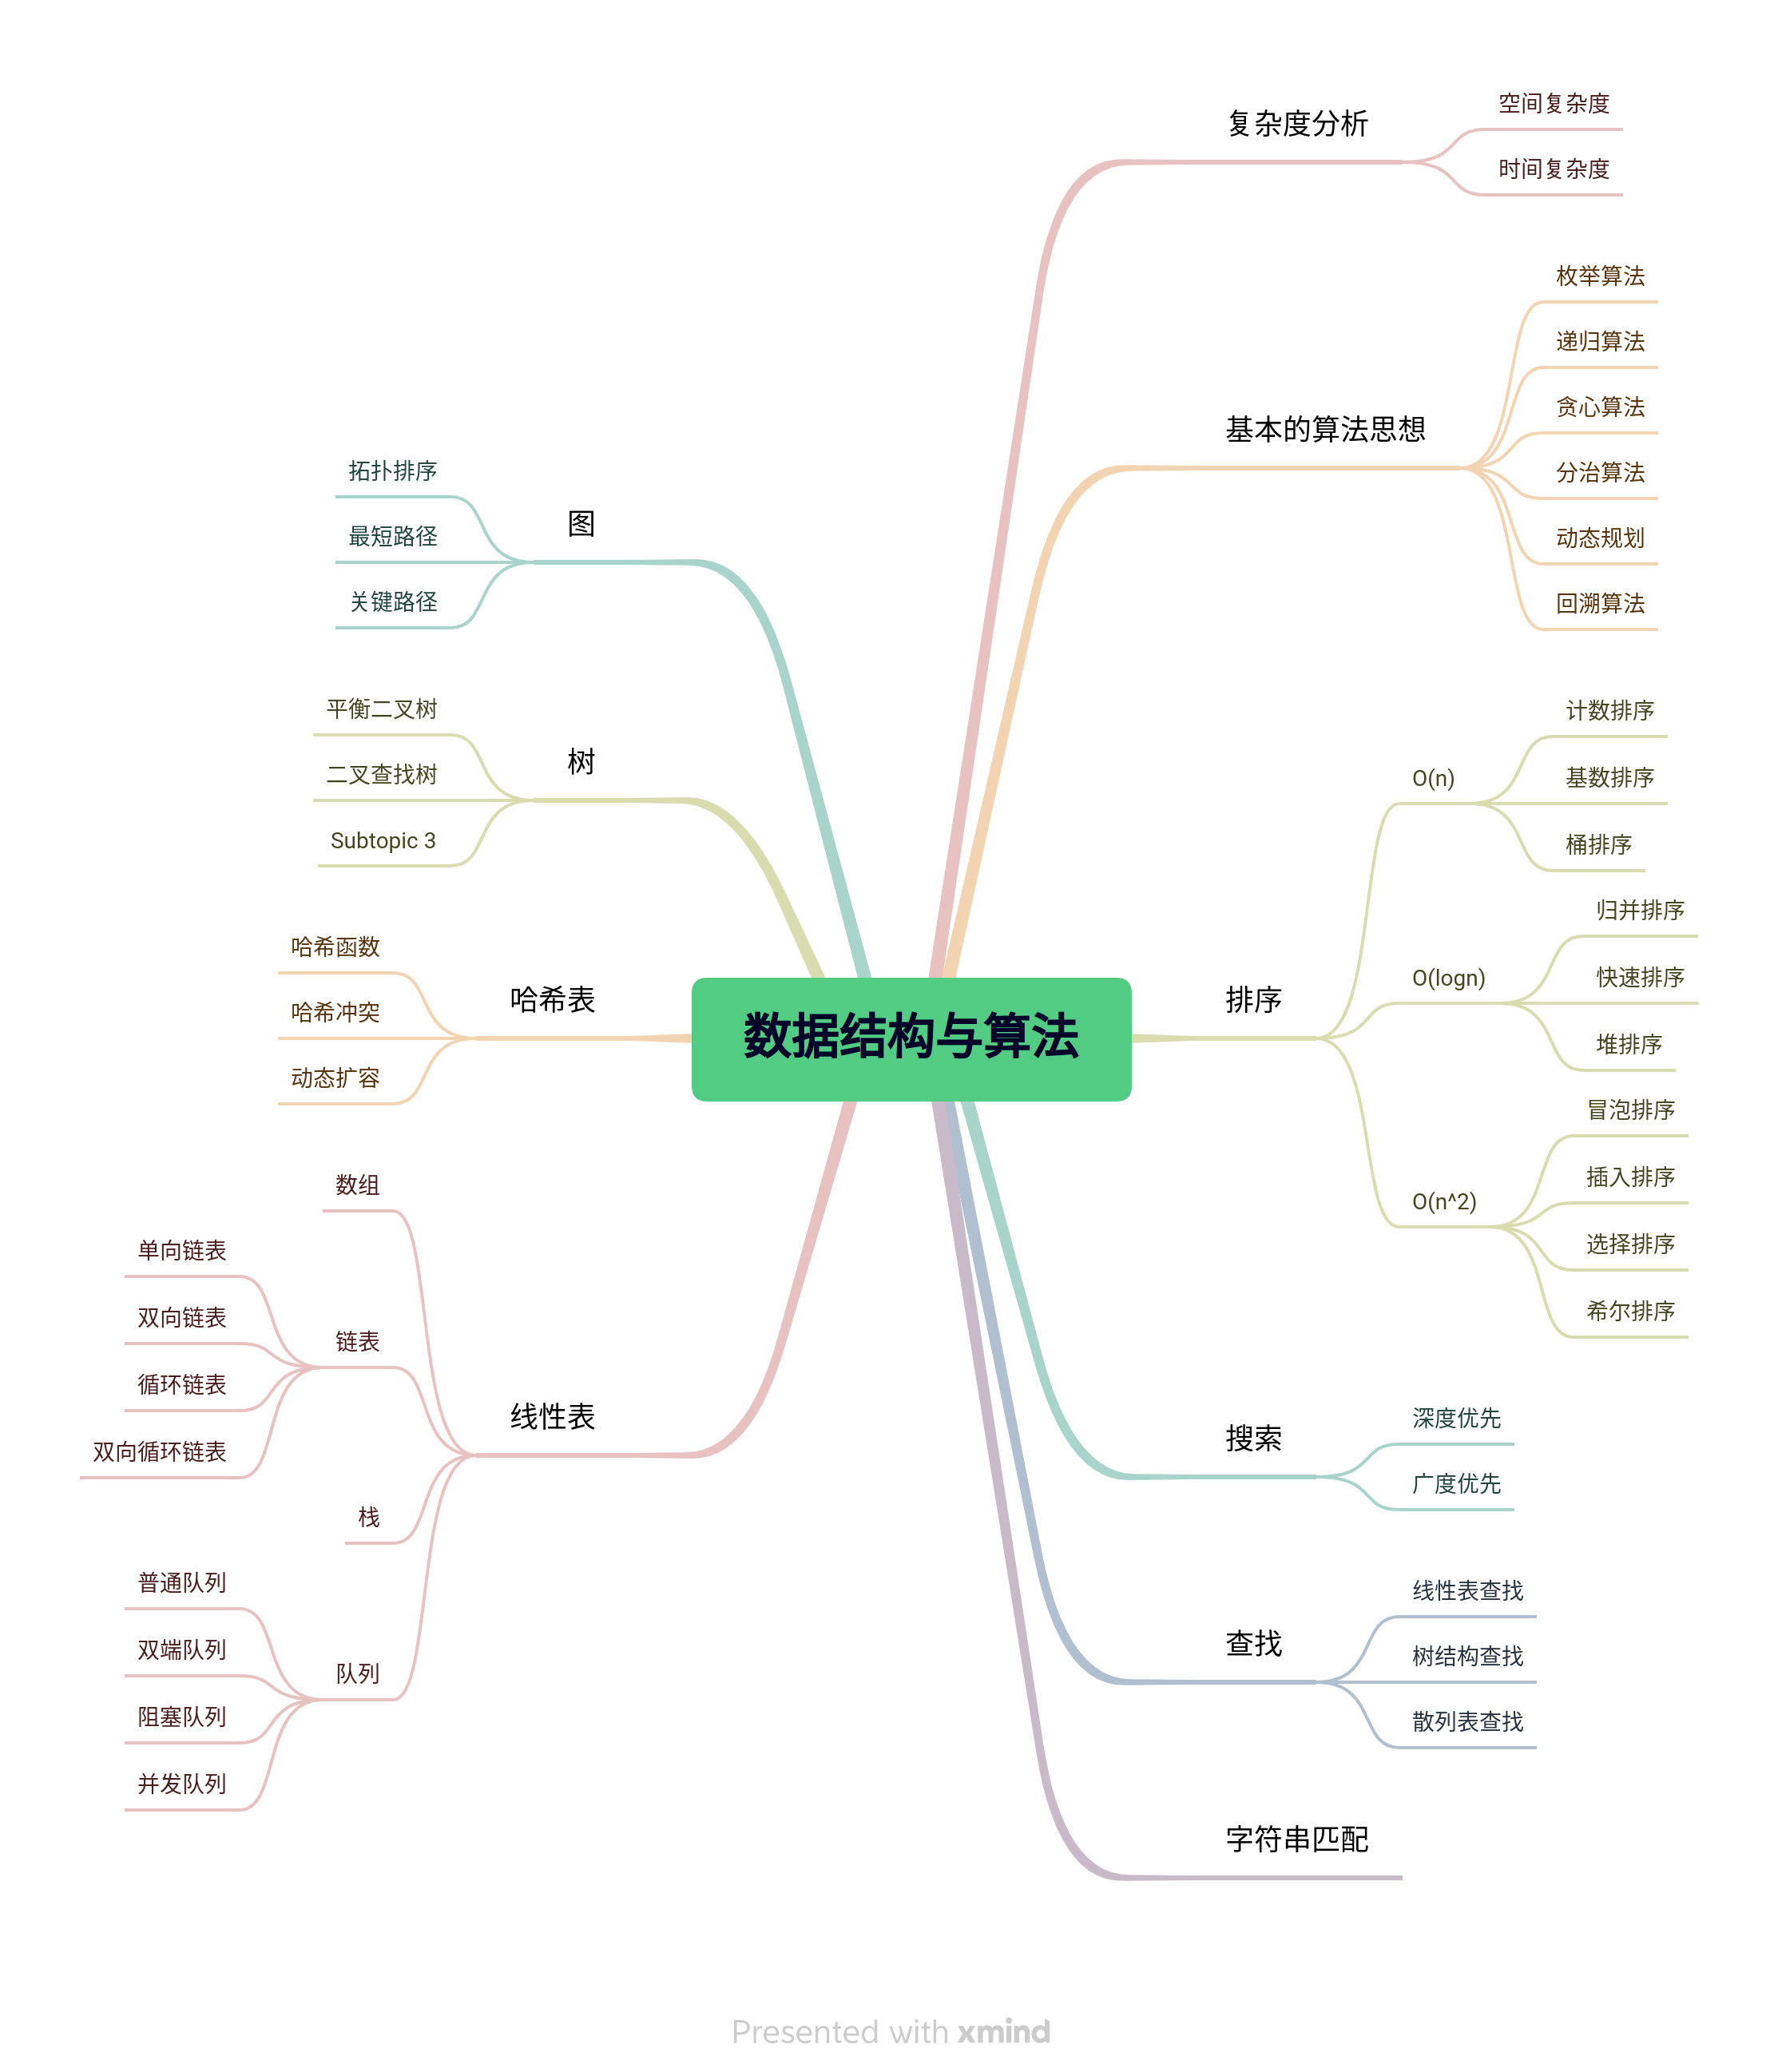 数据结构与算法
复杂度分析
空间复杂度
时间复杂度
基本的算法思想
枚举算法
递归算法
贪心算法
分治算法
动态规划
回溯算法
排序
O(n)
计数排序
基数排序
桶排序
O(logn)
归并排序
快速排序
堆排序
O(n^2)
冒泡排序
插入排序
选择排序
希尔排序
搜索
深度优先
广度优先
查找
线性表查找
树结构查找
散列表查找
字符串匹配
图
拓扑排序
最短路径
关键路径
树
平衡二叉树
二叉查找树
Subtopic 3
哈希表
哈希函数
哈希冲突
动态扩容
线性表
数组
链表
单向链表
双向链表
循环链表
双向循环链表
栈
队列
普通队列
双端队列
阻塞队列
并发队列
Presented with xmind